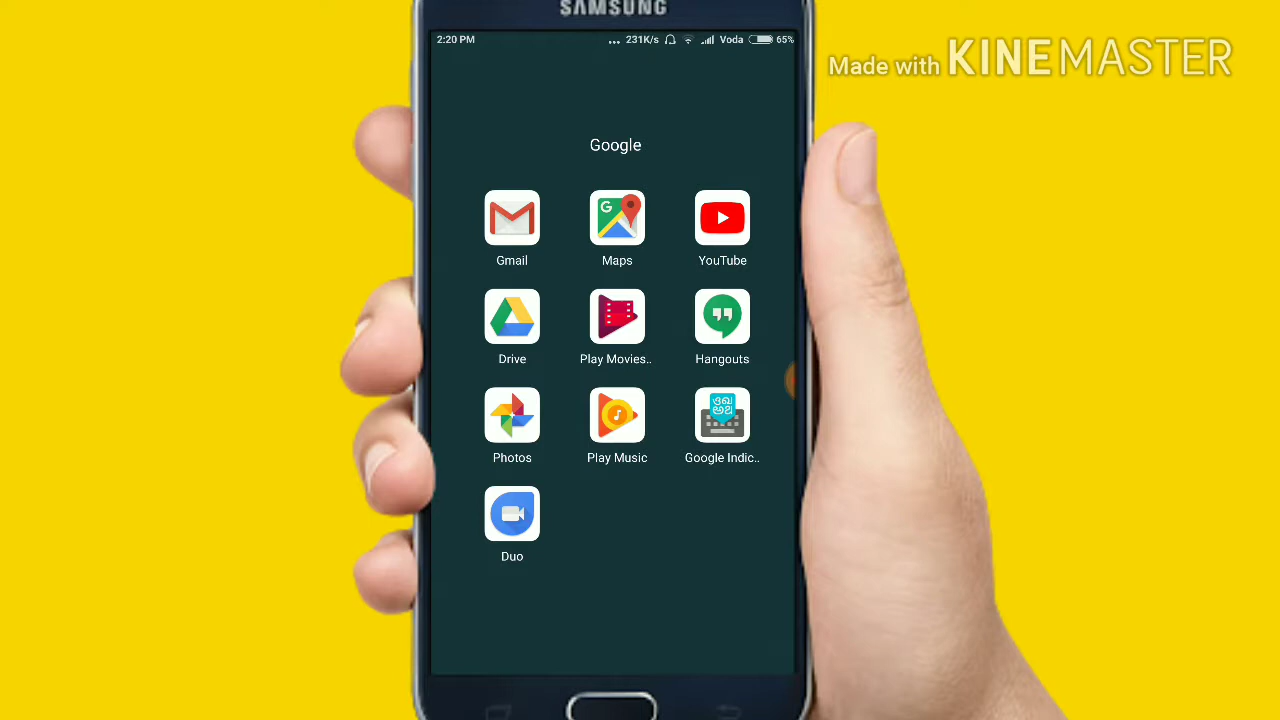 SAMSUNG
2:20 PM ... 231K/s Voda 65%
Made with KINEMASTER
Google
Gmail Maps YouTube
Drive Play Movies.. Hangouts
Photos Play Music Google Indic..
Duo